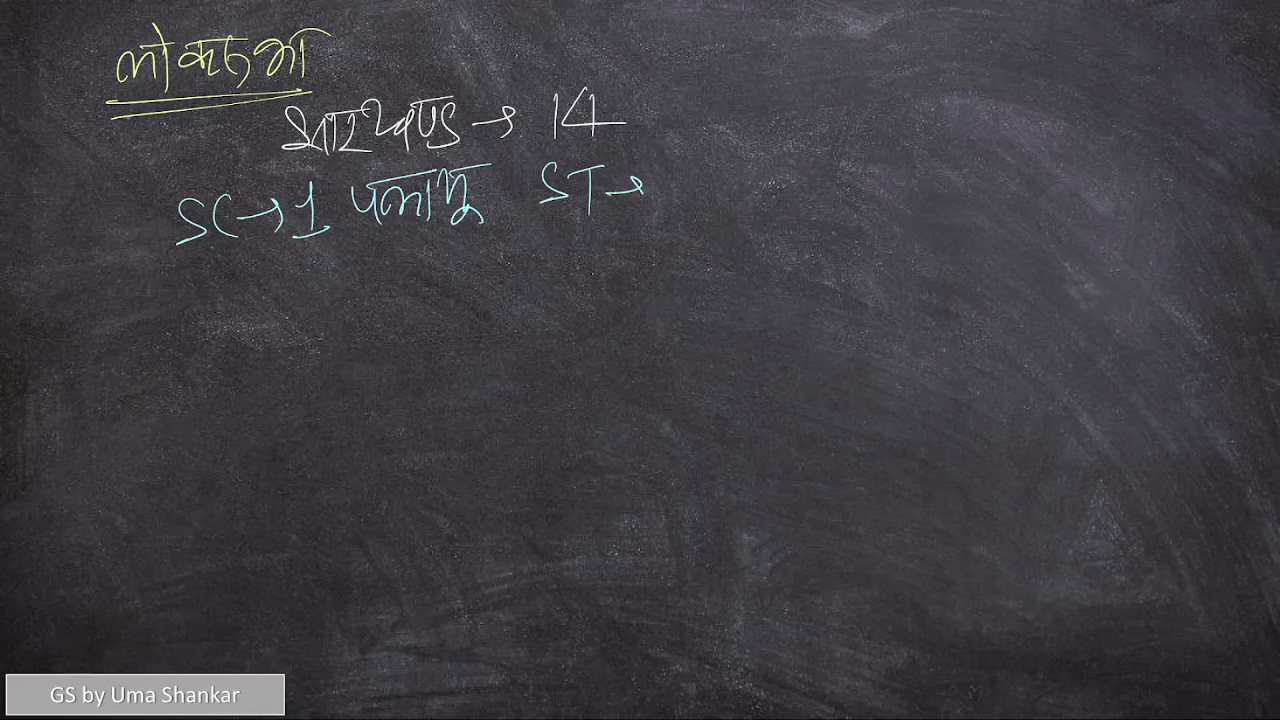 लोकसभा
झारखण्ड → 14
SC → 1 पलामू ST →
GS by Uma Shankar